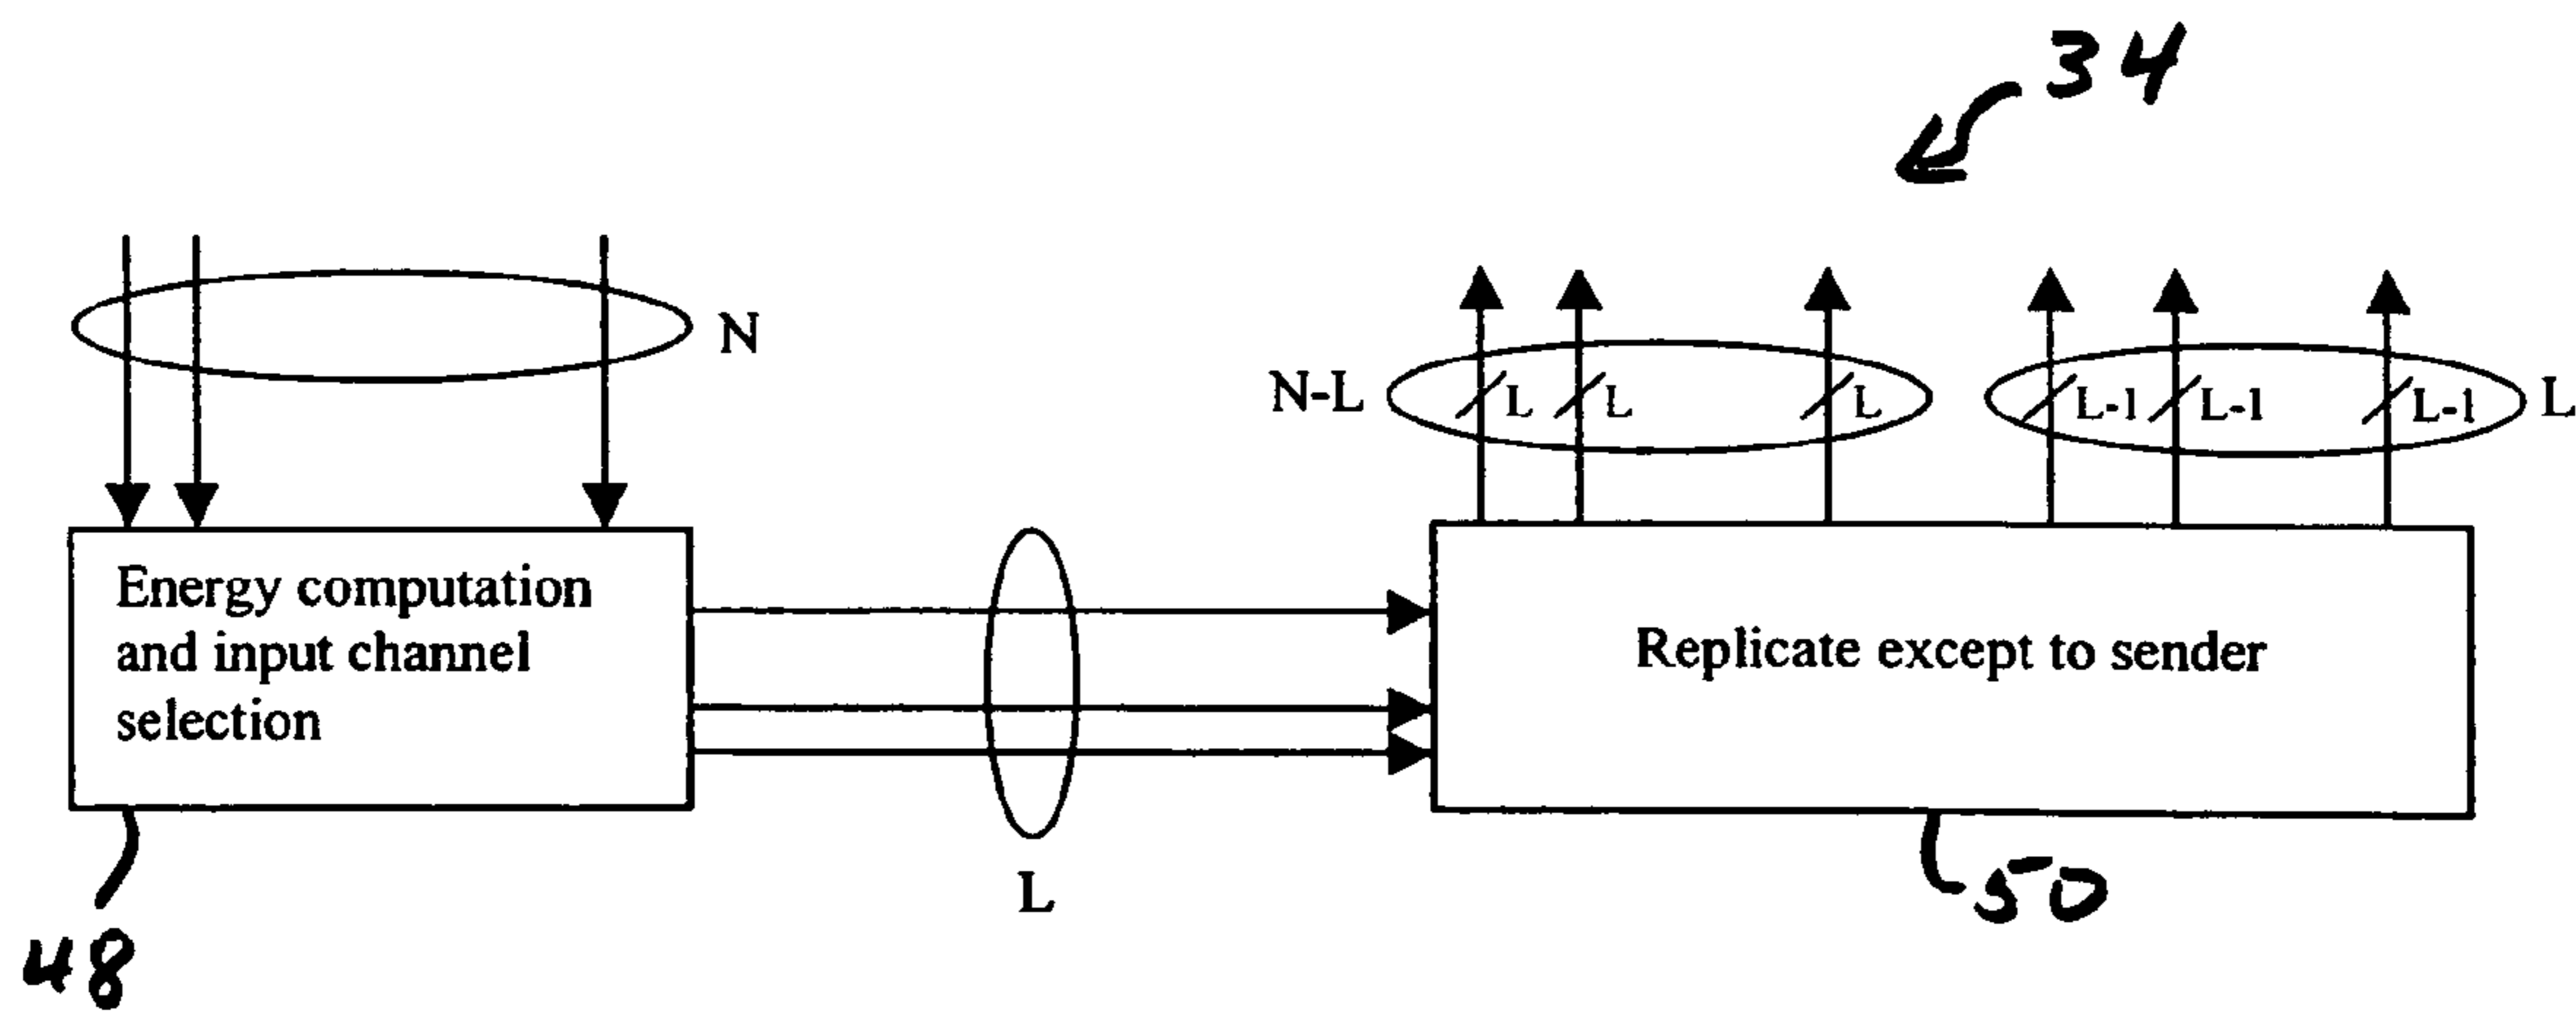 34
N
N-L
L
L
L
L-1
L-1
L-1
L
Energy computation
and input channel
selection
Replicate except to sender
L
48
50